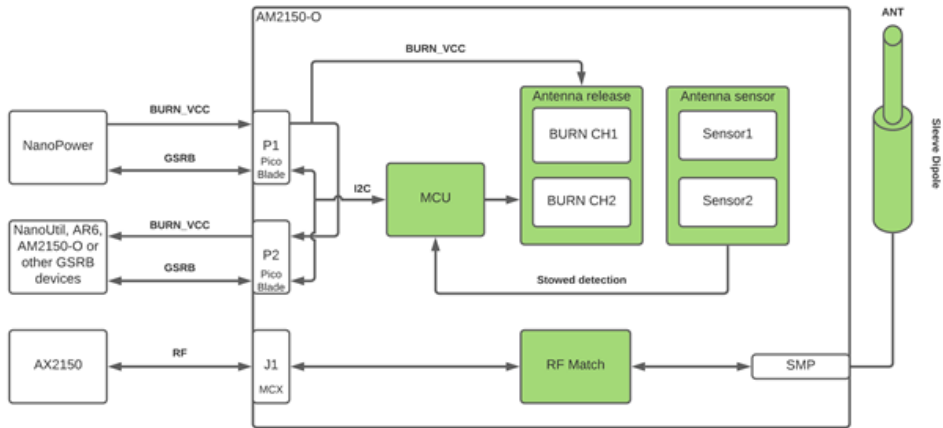 AM2150-O
ANT
BURN_VCC
BURN_VCC
NanoPower
GSRB
P1
Pico
Blade
Antenna release
BURN CH1
BURN CH2
Antenna sensor
Sensor1
Sensor2
Sleeve Dipole
I2C
MCU
NanoUtil, AR6,
AM2150-O or
other GSRB
devices
BURN_VCC
GSRB
P2
Pico
Blade
Stowed detection
AX2150
RF
J1
MCX
RF Match
SMP